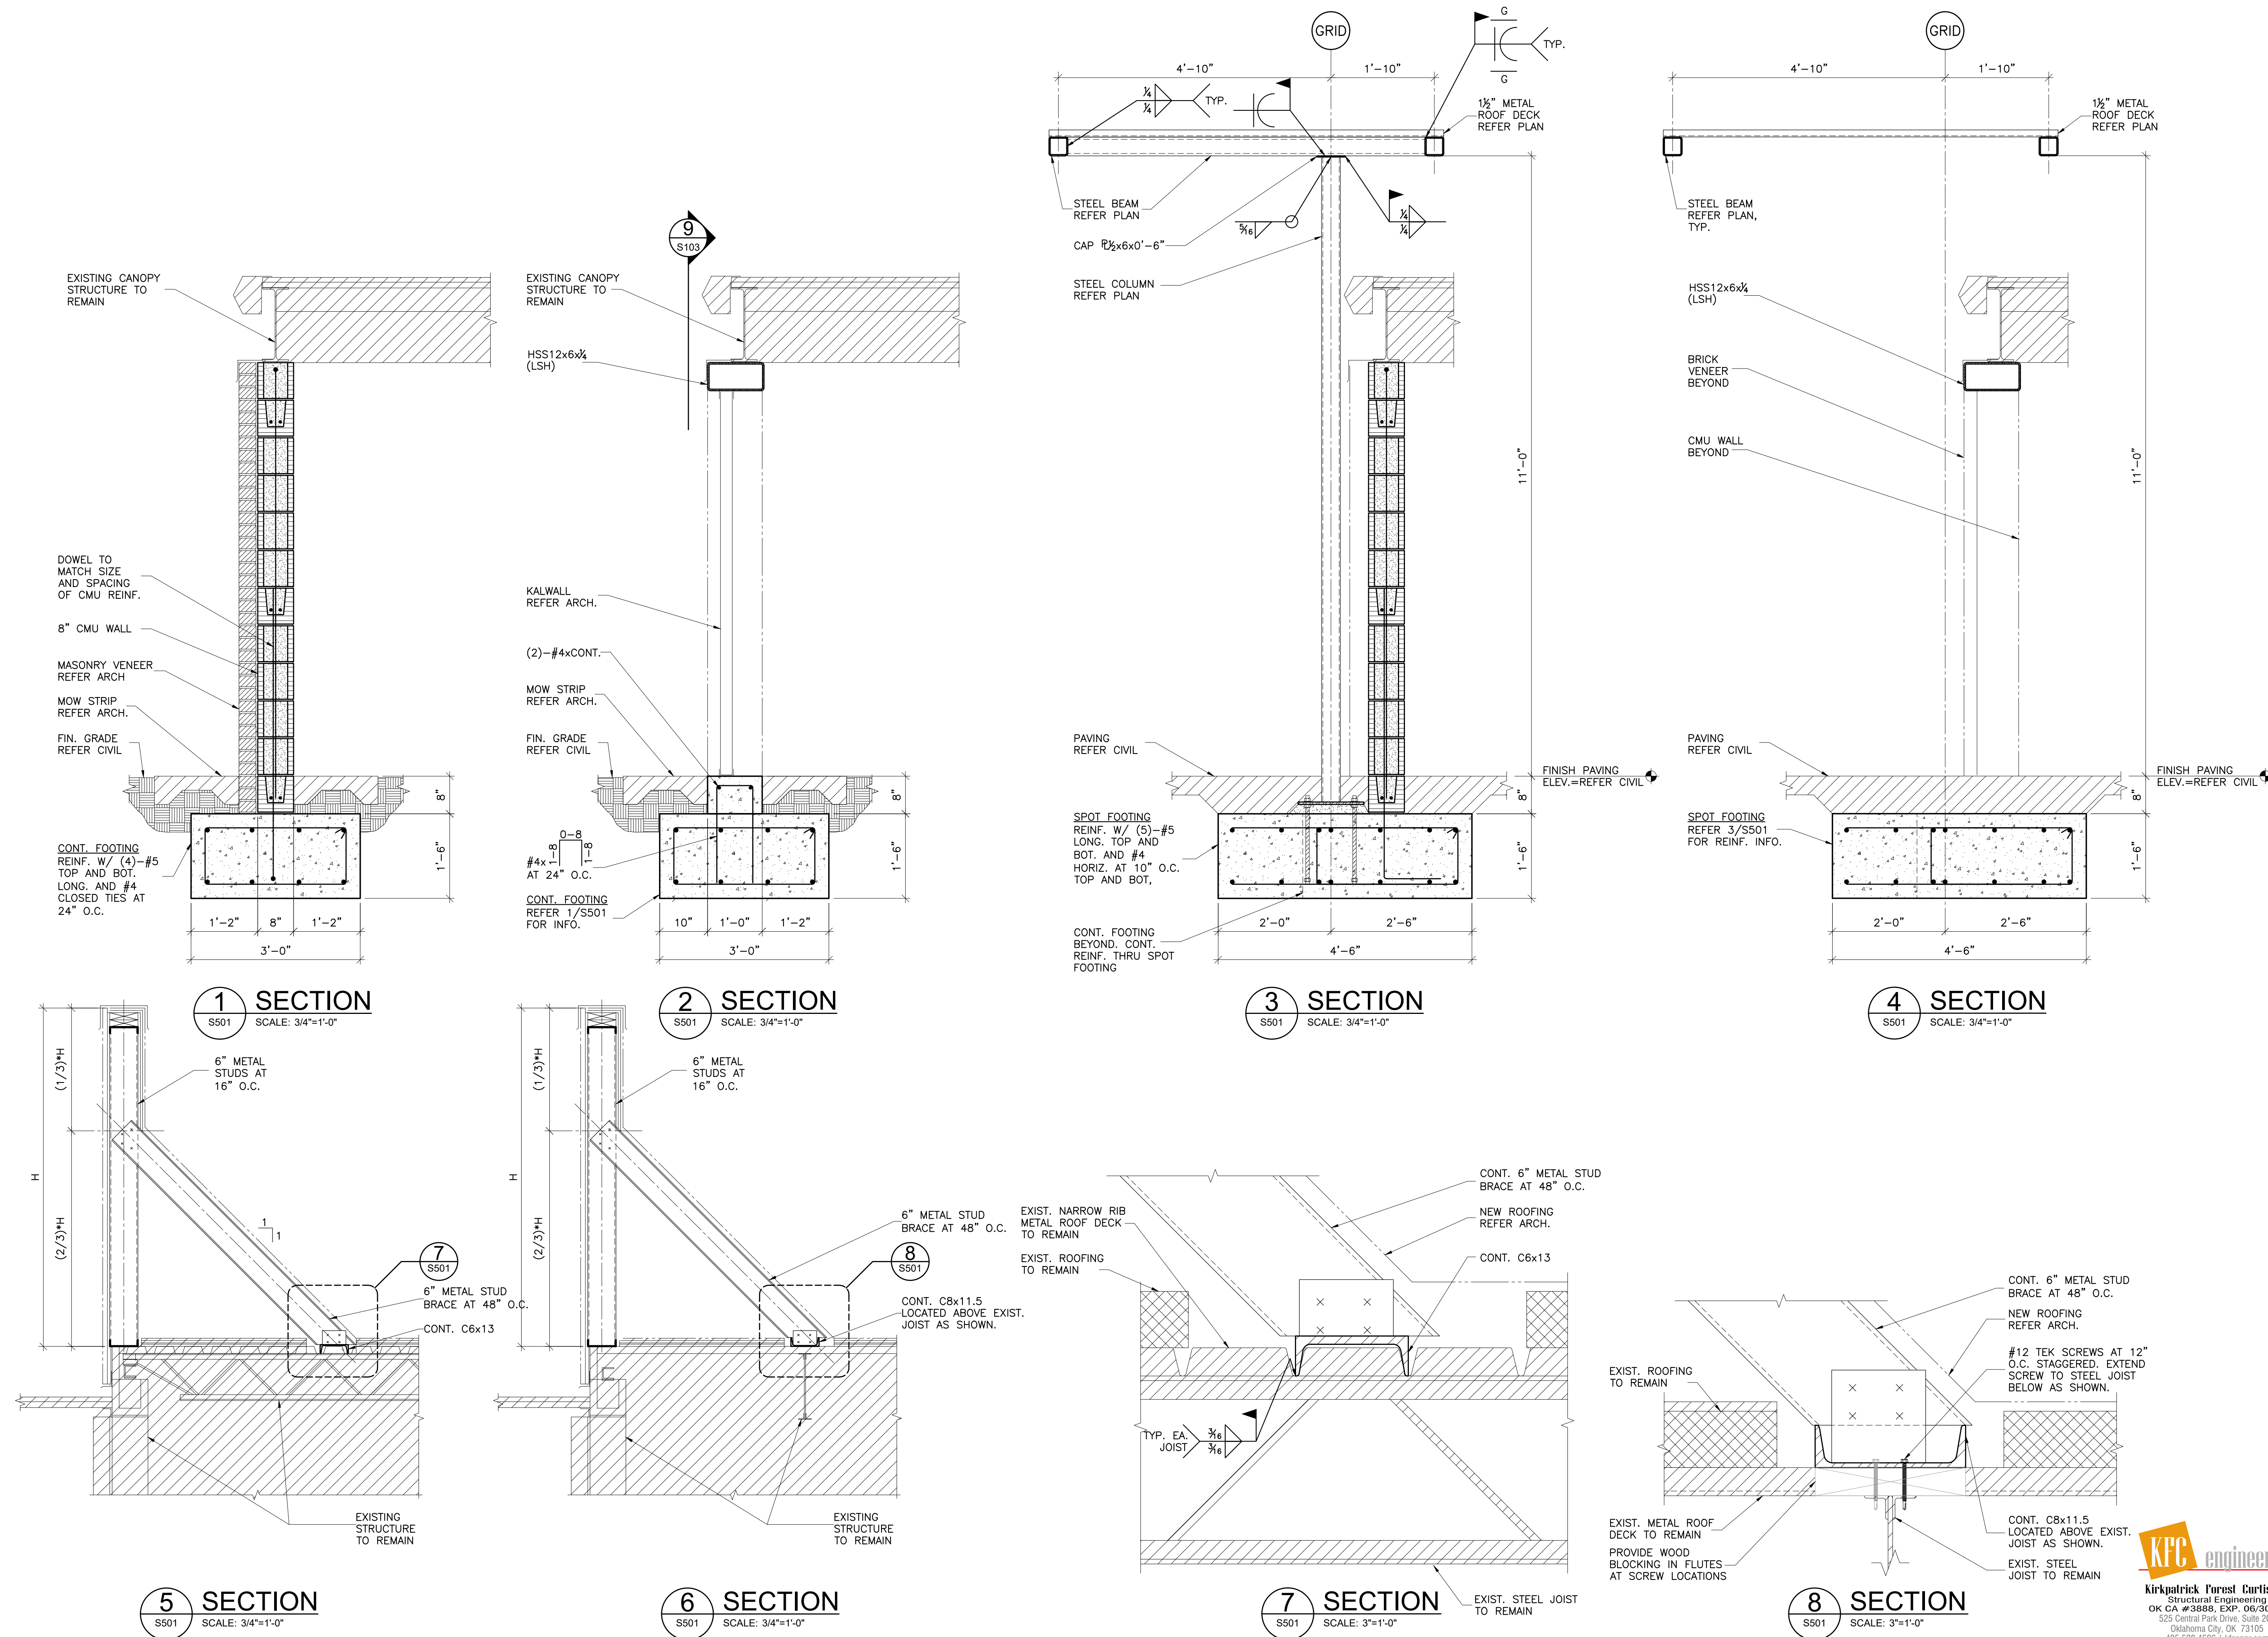 EXISTING CANOPY
STRUCTURE TO
REMAIN
DOWEL TO
MATCH SIZE
AND SPACING
OF CMU REINF.
8" CMU WALL
MASONRY VENEER
REFER ARCH
MOW STRIP
REFER ARCH.
FIN. GRADE
REFER CIVIL
CONT. FOOTING
REINF. W/ (4)-#5
TOP AND BOT.
LONG. AND #4
CLOSED TIES AT
24" O.C.
8"
1'-6"
1'-2"
8"
1'-2"
3'-0"
1
S501
SECTION
SCALE: 3/4"=1'-0"
9
S103
EXISTING CANOPY
STRUCTURE TO
REMAIN
HSS12x6x¼
(LSH)
KALWALL
REFER ARCH.
(2)-#4xCONT.
MOW STRIP
REFER ARCH.
FIN. GRADE
REFER CIVIL
0-8
#4x 1-8 1-8
AT 24" O.C.
CONT. FOOTING
REFER 1/S501
FOR INFO.
8"
1'-6"
10"
1'-0"
1'-2"
3'-0"
2
S501
SECTION
SCALE: 3/4"=1'-0"
GRID
G
TYP.
G
4'-10"
1'-10"
¼
¼
TYP.
1½" METAL
ROOF DECK
REFER PLAN
STEEL BEAM
REFER PLAN
5⁄16
¼
¼
CAP PL½x6x0'-6"
STEEL COLUMN
REFER PLAN
11'-0"
PAVING
REFER CIVIL
FINISH PAVING
ELEV.=REFER CIVIL
SPOT FOOTING
REINF. W/ (5)-#5
LONG. TOP AND
BOT. AND #4
HORIZ. AT 10" O.C.
TOP AND BOT,
CONT. FOOTING
BEYOND. CONT.
REINF. THRU SPOT
FOOTING
8"
1'-6"
2'-0"
2'-6"
4'-6"
3
S501
SECTION
SCALE: 3/4"=1'-0"
GRID
4'-10"
1'-10"
1½" METAL
ROOF DECK
REFER PLAN
STEEL BEAM
REFER PLAN,
TYP.
HSS12x6x¼
(LSH)
BRICK
VENEER
BEYOND
CMU WALL
BEYOND
11'-0"
PAVING
REFER CIVIL
FINISH PAVING
ELEV.=REFER CIVIL
SPOT FOOTING
REFER 3/S501
FOR REINF. INFO.
8"
1'-6"
2'-0"
2'-6"
4'-6"
4
S501
SECTION
SCALE: 3/4"=1'-0"
H
(1/3)*H
(2/3)*H
6" METAL
STUDS AT
16" O.C.
1
1
7
S501
6" METAL STUD
BRACE AT 48" O.C.
CONT. C6x13
EXISTING
STRUCTURE
TO REMAIN
5
S501
SECTION
SCALE: 3/4"=1'-0"
H
(1/3)*H
(2/3)*H
6" METAL
STUDS AT
16" O.C.
6" METAL STUD
BRACE AT 48" O.C.
8
S501
CONT. C8x11.5
LOCATED ABOVE EXIST.
JOIST AS SHOWN.
EXISTING
STRUCTURE
TO REMAIN
6
S501
SECTION
SCALE: 3/4"=1'-0"
CONT. 6" METAL STUD
BRACE AT 48" O.C.
NEW ROOFING
REFER ARCH.
CONT. C6x13
EXIST. NARROW RIB
METAL ROOF DECK
TO REMAIN
EXIST. ROOFING
TO REMAIN
TYP. EA.
JOIST
3⁄16
3⁄16
EXIST. STEEL JOIST
TO REMAIN
7
S501
SECTION
SCALE: 3"=1'-0"
CONT. 6" METAL STUD
BRACE AT 48" O.C.
NEW ROOFING
REFER ARCH.
#12 TEK SCREWS AT 12"
O.C. STAGGERED. EXTEND
SCREW TO STEEL JOIST
BELOW AS SHOWN.
EXIST. ROOFING
TO REMAIN
EXIST. METAL ROOF
DECK TO REMAIN
PROVIDE WOOD
BLOCKING IN FLUTES
AT SCREW LOCATIONS
CONT. C8x11.5
LOCATED ABOVE EXIST.
JOIST AS SHOWN.
EXIST. STEEL
JOIST TO REMAIN
8
S501
SECTION
SCALE: 3"=1'-0"
KFC engineer
Kirkpatrick Forest Curtis
Structural Engineering
OK CA #3888, EXP. 06/30
525 Central Park Drive, Suite
Oklahoma City, OK 73105